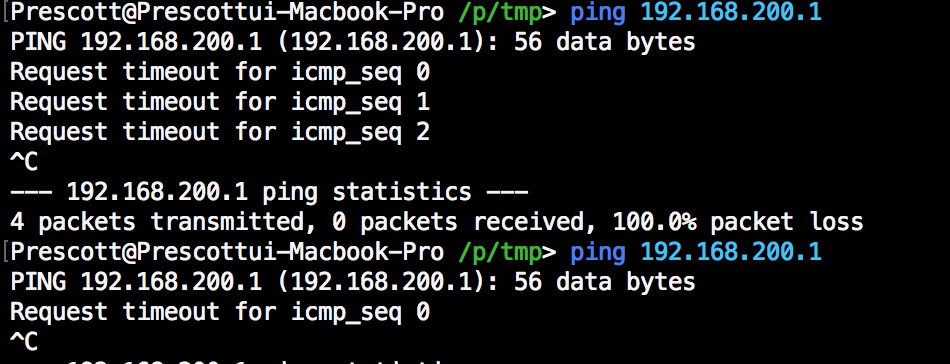 [Prescott@Prescottui-Macbook-Pro /p/tmp> ping 192.168.200.1
PING 192.168.200.1 (192.168.200.1): 56 data bytes
Request timeout for icmp_seq 0
Request timeout for icmp_seq 1
Request timeout for icmp_seq 2
^C
--- 192.168.200.1 ping statistics ---
4 packets transmitted, 0 packets received, 100.0% packet loss
[Prescott@Prescottui-Macbook-Pro /p/tmp> ping 192.168.200.1
PING 192.168.200.1 (192.168.200.1): 56 data bytes
Request timeout for icmp_seq 0
^C